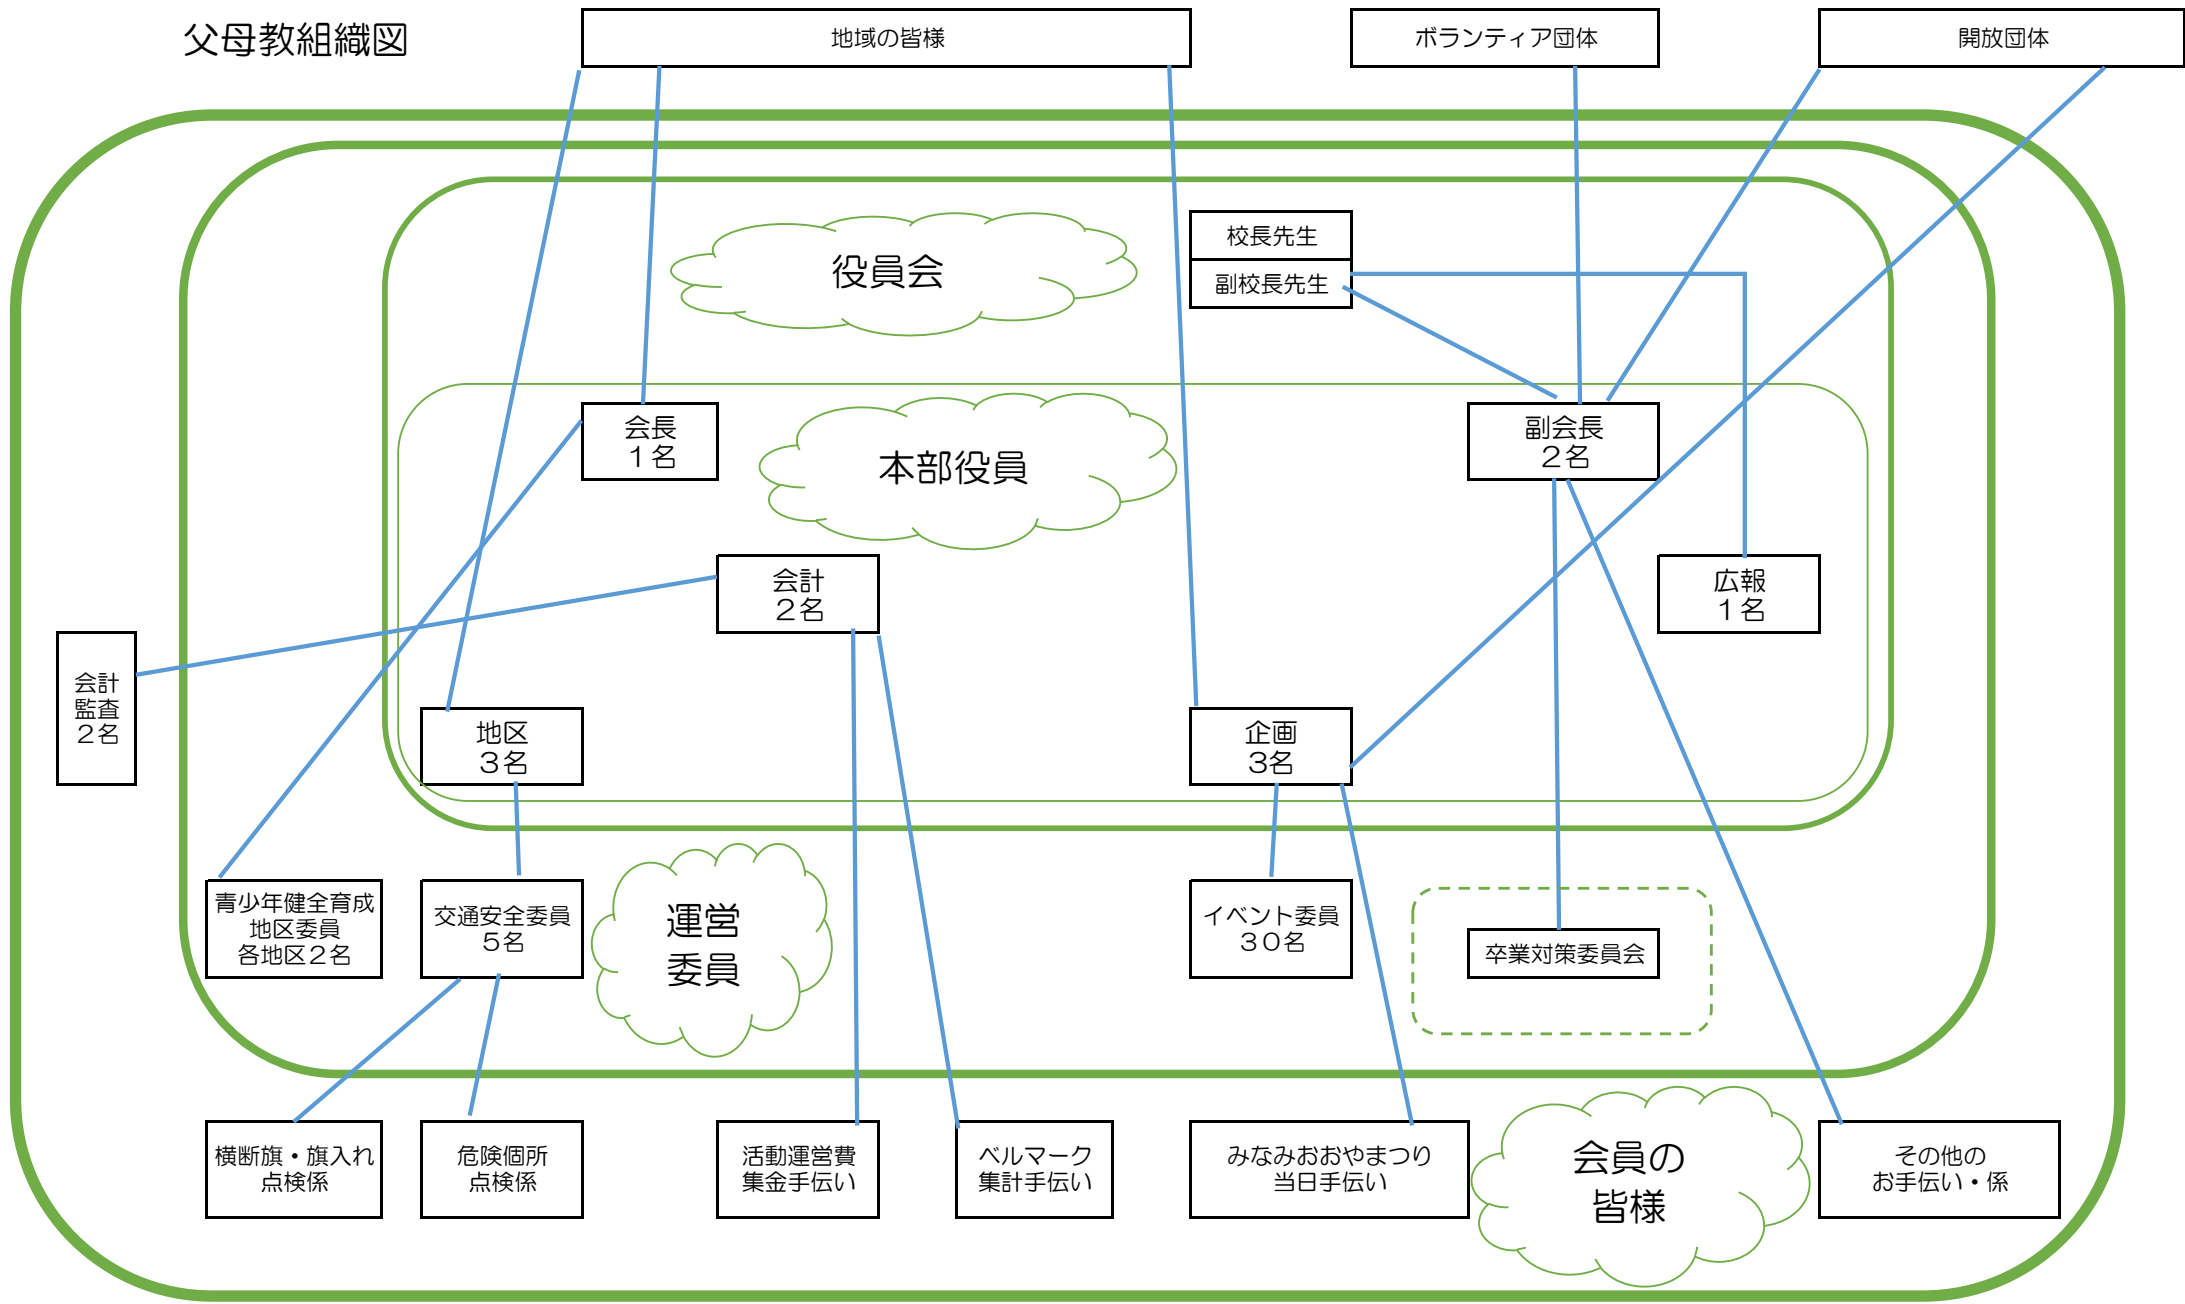 父母教組織図
地域の皆様
ボランティア団体
開放団体
役員会
校長先生
副校長先生
会長
１名
本部役員
副会長
２名
会計
２名
広報
１名
会計
監査
２名
地区
３名
企画
3名
青少年健全育成
地区委員
各地区２名
交通安全委員
５名
運営
委員
イベント委員
３０名
卒業対策委員会
横断旗・旗入れ
点検係
危険個所
点検係
活動運営費
集金手伝い
ベルマーク
集計手伝い
みなみおおやまつり
当日手伝い
会員の
皆様
その他の
お手伝い・係